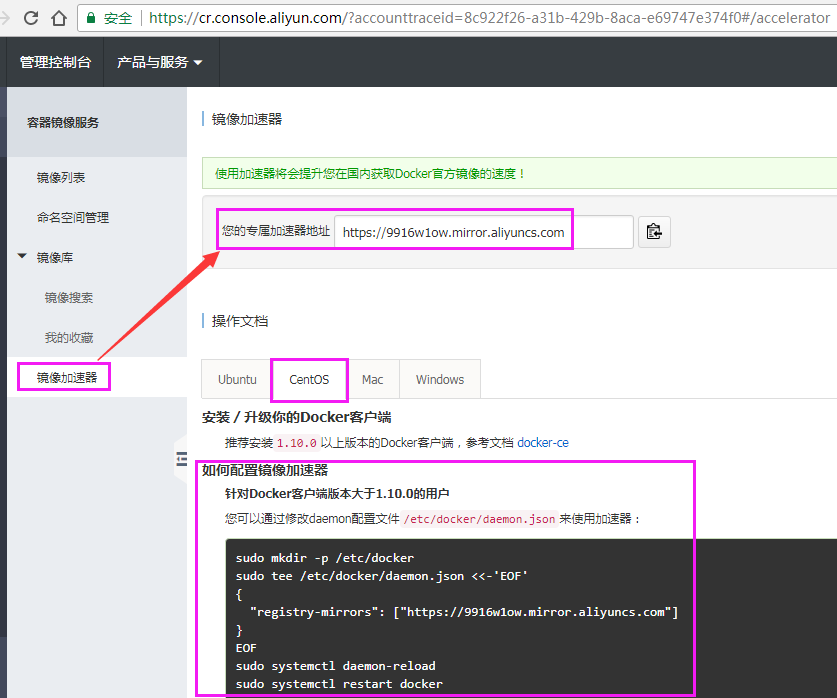 安全 https://cr.console.aliyun.com/?accounttraceid=8c922f26-a31b-429b-8aca-e69747e374f0#/accelerator
管理控制台 产品与服务
容器镜像服务
镜像列表
命名空间管理
镜像库
镜像搜索
我的收藏
镜像加速器
镜像加速器
使用加速器将会提升您在国内获取Docker官方镜像的速度！
您的专属加速器地址 https://9916w1ow.mirror.aliyuncs.com
操作文档
Ubuntu CentOS Mac Windows
安装 / 升级你的Docker客户端
推荐安装 1.10.0 以上版本的Docker客户端，参考文档 docker-ce
如何配置镜像加速器
针对Docker客户端版本大于1.10.0的用户
您可以通过修改daemon配置文件 /etc/docker/daemon.json 来使用加速器：
sudo mkdir -p /etc/docker
sudo tee /etc/docker/daemon.json <<-'EOF'
{
"registry-mirrors": ["https://9916w1ow.mirror.aliyuncs.com"]
}
EOF
sudo systemctl daemon-reload
sudo systemctl restart docker